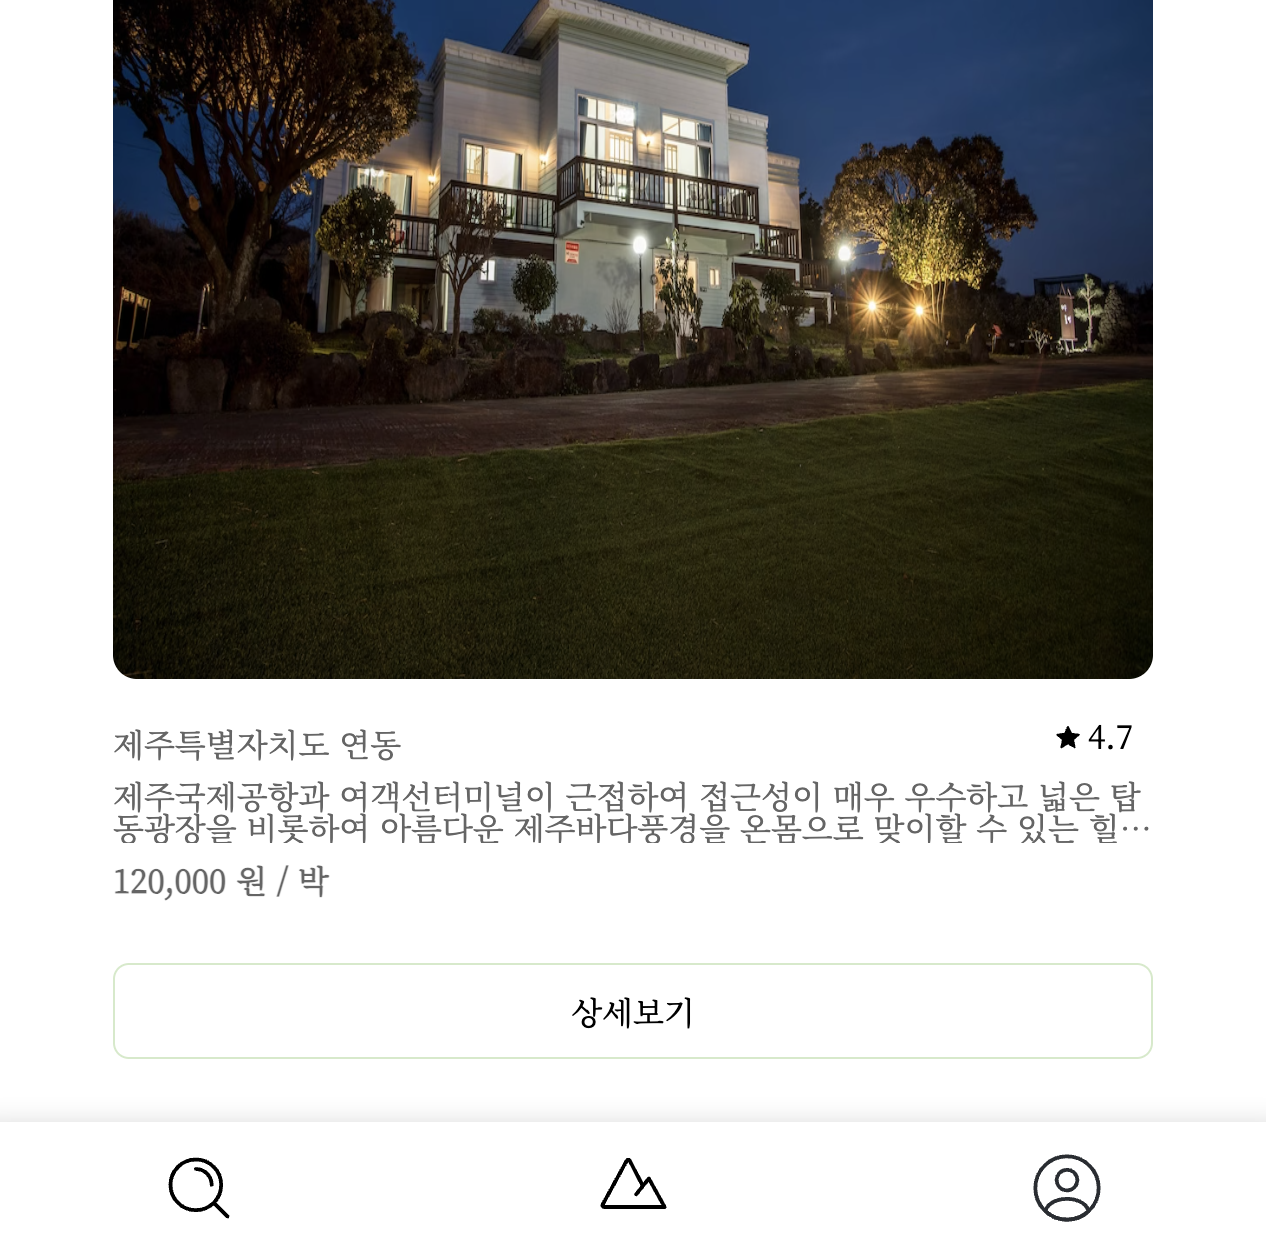 제주특별자치도 연동
★ 4.7
제주국제공항과 여객선터미널이 근접하여 접근성이 매우 우수하고 넓은 탑
동광장을 비롯하여 아름다운 제주바다풍경을 온몸으로 맞이할 수 있는 힐…
120,000 원 / 박
상세보기